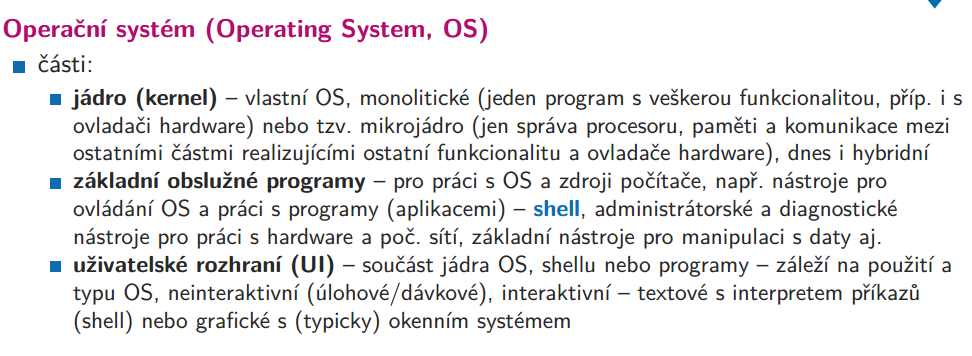 Operační systém (Operating System, OS)
části:
jádro (kernel) – vlastní OS, monolitické (jeden program s veškerou funkcionalitou, příp. i s
ovladači hardware) nebo tzv. mikrojádro (jen správa procesoru, paměti a komunikace mezi
ostatními částmi realizujícími ostatní funkcionalitu a ovladače hardware), dnes i hybridní
základní obslužné programy – pro práci s OS a zdroji počítače, např. nástroje pro
ovládání OS a práci s programy (aplikacemi) – shell, administrátorské a diagnostické
nástroje pro práci s hardware a poč. sítí, základní nástroje pro manipulaci s daty aj.
uživatelské rozhraní (UI) – součást jádra OS, shellu nebo programy – záleží na použití a
typu OS, neinteraktivní (úlohové/dávkové), interaktivní – textové s interpretem příkazů
(shell) nebo grafické s (typicky) okenním systémem